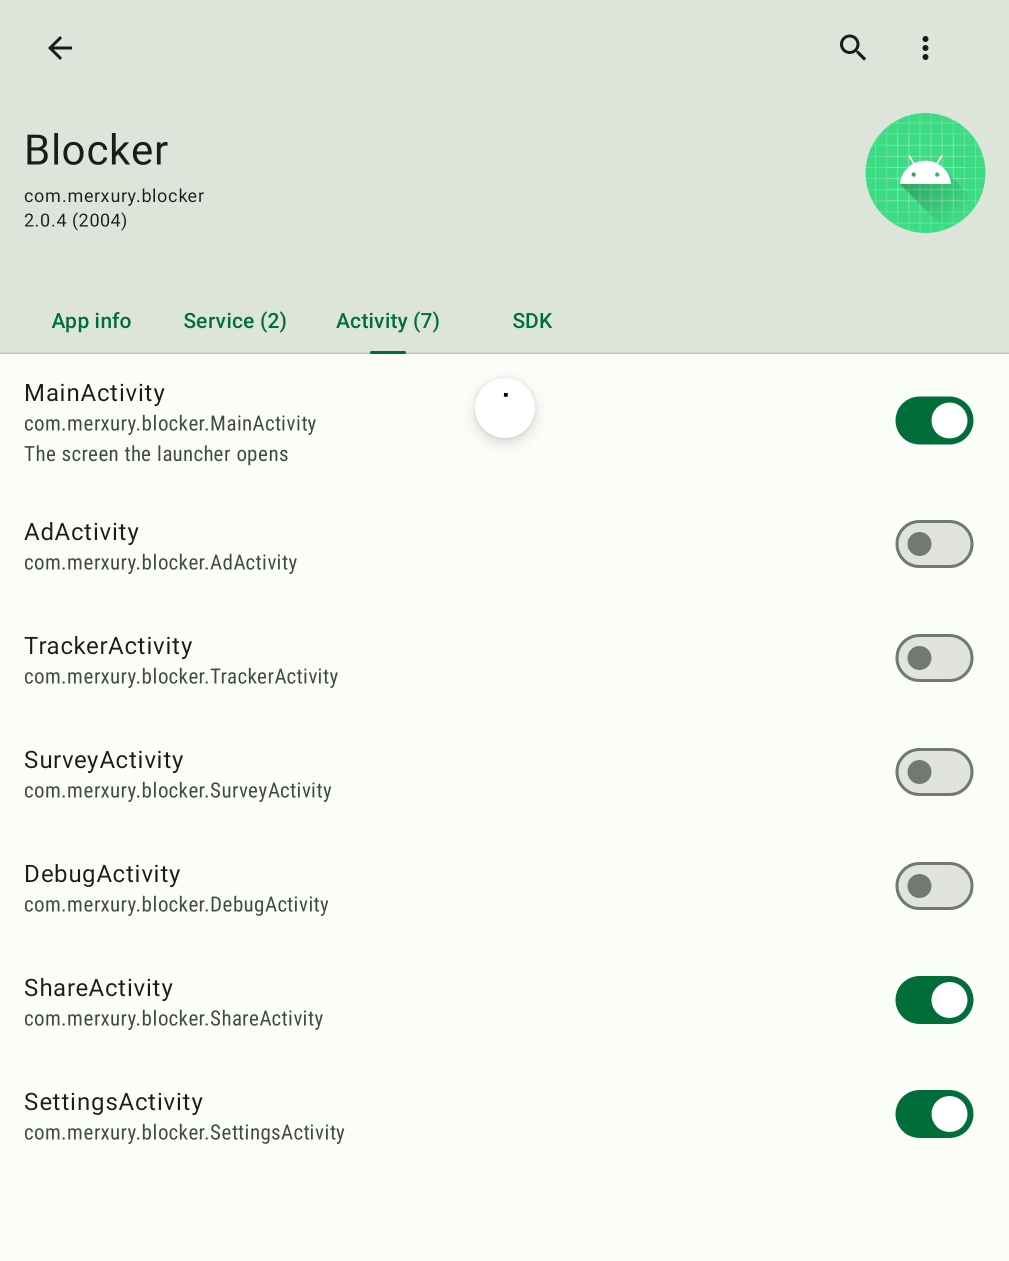 Blocker
com.merxury.blocker
2.0.4 (2004)
App info
Service (2)
Activity (7)
SDK
MainActivity
com.merxury.blocker.MainActivity
The screen the launcher opens
AdActivity
com.merxury.blocker.AdActivity
TrackerActivity
com.merxury.blocker.TrackerActivity
SurveyActivity
com.merxury.blocker.SurveyActivity
DebugActivity
com.merxury.blocker.DebugActivity
ShareActivity
com.merxury.blocker.ShareActivity
SettingsActivity
com.merxury.blocker.SettingsActivity